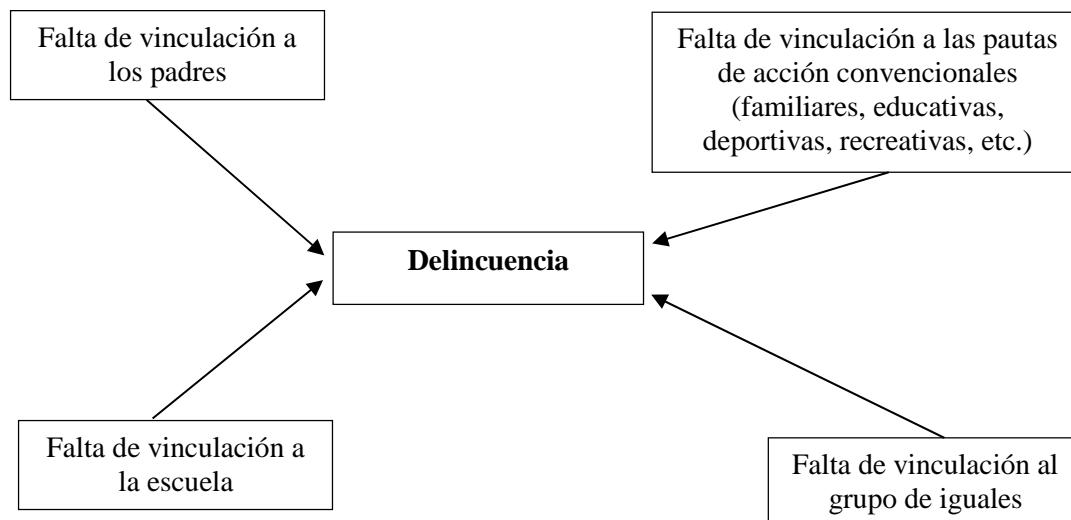 Falta de vinculación a
los padres
Falta de vinculación a las pautas
de acción convencionales
(familiares, educativas,
deportivas, recreativas, etc.)
Delincuencia
Falta de vinculación a
la escuela
Falta de vinculación al
grupo de iguales